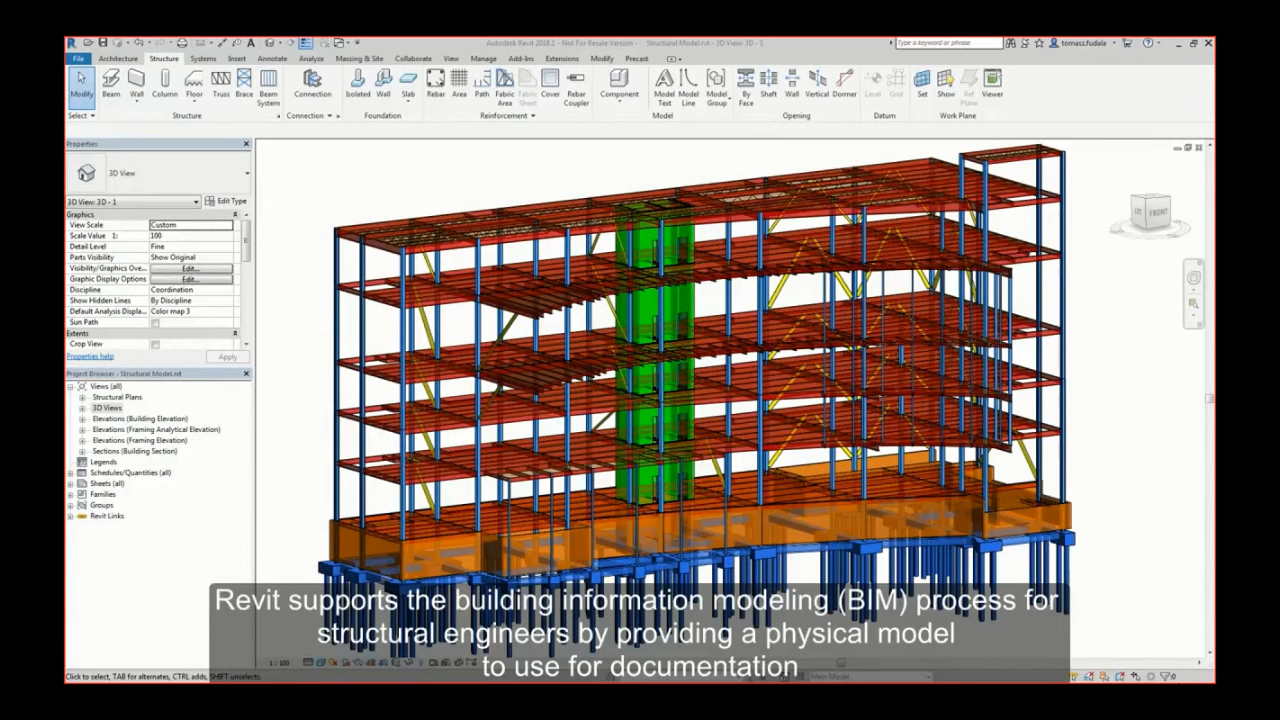 Autodesk Revit 2018.1 - Not For Resale Version - Structural Model.rvt - 3D View: 3D - 1
Type a keyword or phrase
tomasz.fudala
File Architecture Structure Systems Insert Annotate Analyze Massing & Site Collaborate View Manage Add-Ins Extensions Modify Precast
Modify Beam Wall Column Floor Truss Brace Beam System Connection Isolated Wall Slab Rebar Area Path Fabric Area Fabric Sheet Cover Rebar Coupler Component Model Text Model Line Model Group By Face Shaft Wall Vertical Dormer Level Grid Set Show Ref Plane Viewer
Select Structure Connection Foundation Reinforcement Model Opening Datum Work Plane
Properties
3D View
3D View: 3D - 1 Edit Type
Graphics
View Scale Custom
Scale Value 1: 100
Detail Level Fine
Parts Visibility Show Original
Visibility/Graphics Ove... Edit...
Graphic Display Options Edit...
Discipline Coordination
Show Hidden Lines By Discipline
Default Analysis Displa... Color map 3
Sun Path
Extents
Crop View
Properties help Apply
Project Browser - Structural Model.rvt
Views (all)
Structural Plans
3D Views
Elevations (Building Elevation)
Elevations (Framing Analytical Elevation)
Elevations (Framing Elevation)
Sections (Building Section)
Legends
Schedules/Quantities (all)
Sheets (all)
Families
Groups
Revit Links
FRONT
Revit supports the building information modeling (BIM) process for
structural engineers by providing a physical model
to use for documentation
1 : 100
Click to select, TAB for alternates, CTRL adds, SHIFT unselects.
Main Model
:0